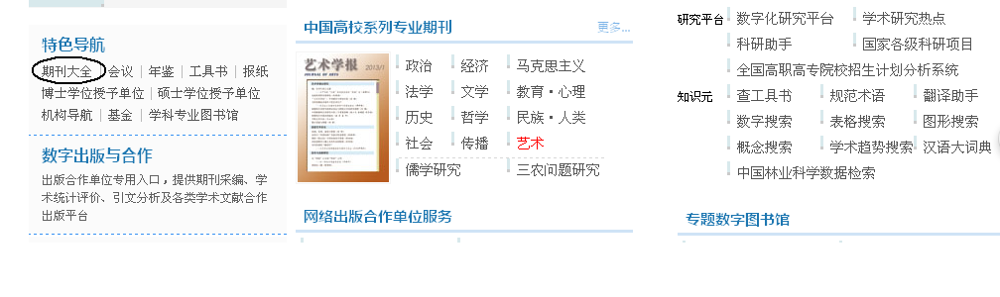 特色导航
期刊大全 | 会议 | 年鉴 | 工具书 | 报纸
博士学位授予单位 | 硕士学位授予单位
机构导航 | 基金 | 学科专业图书馆
数字出版与合作
出版合作单位专用入口，提供期刊采编、学
术统计评价、引文分析及各类学术文献合作
出版平台
中国高校系列专业期刊 更多...
艺术学报
JOURNAL OF ARTS 2013/1
政治 经济 马克思主义
法学 文学 教育·心理
历史 哲学 民族·人类
社会 传播 艺术
儒学研究 三农问题研究
网络出版合作单位服务
研究平台 数字化研究平台 学术研究热点
科研助手 国家各级科研项目
全国高职高专院校招生计划分析系统
知识元 查工具书 规范术语 翻译助手
数字搜索 表格搜索 图形搜索
概念搜索 学术趋势搜索 汉语大词典
中国林业科学数据检索
专题数字图书馆